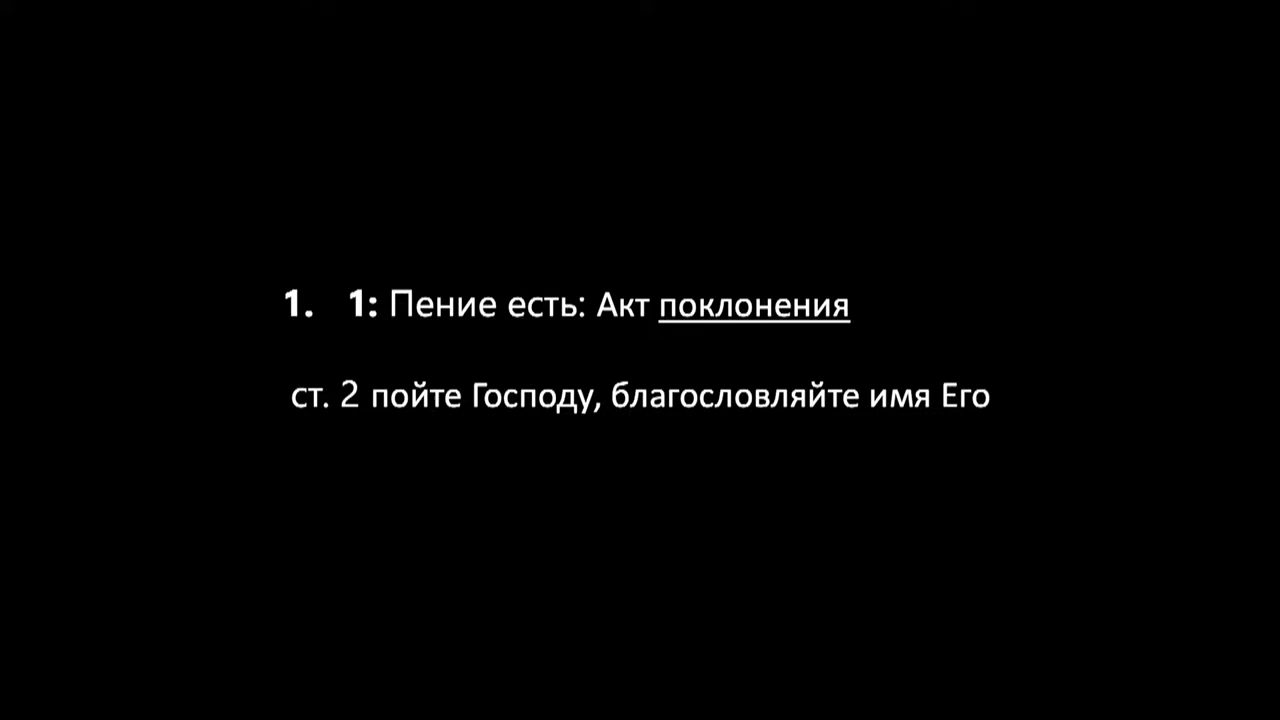 1. 1: Пение есть: Акт поклонения
ст. 2 пойте Господу, благословляйте имя Его